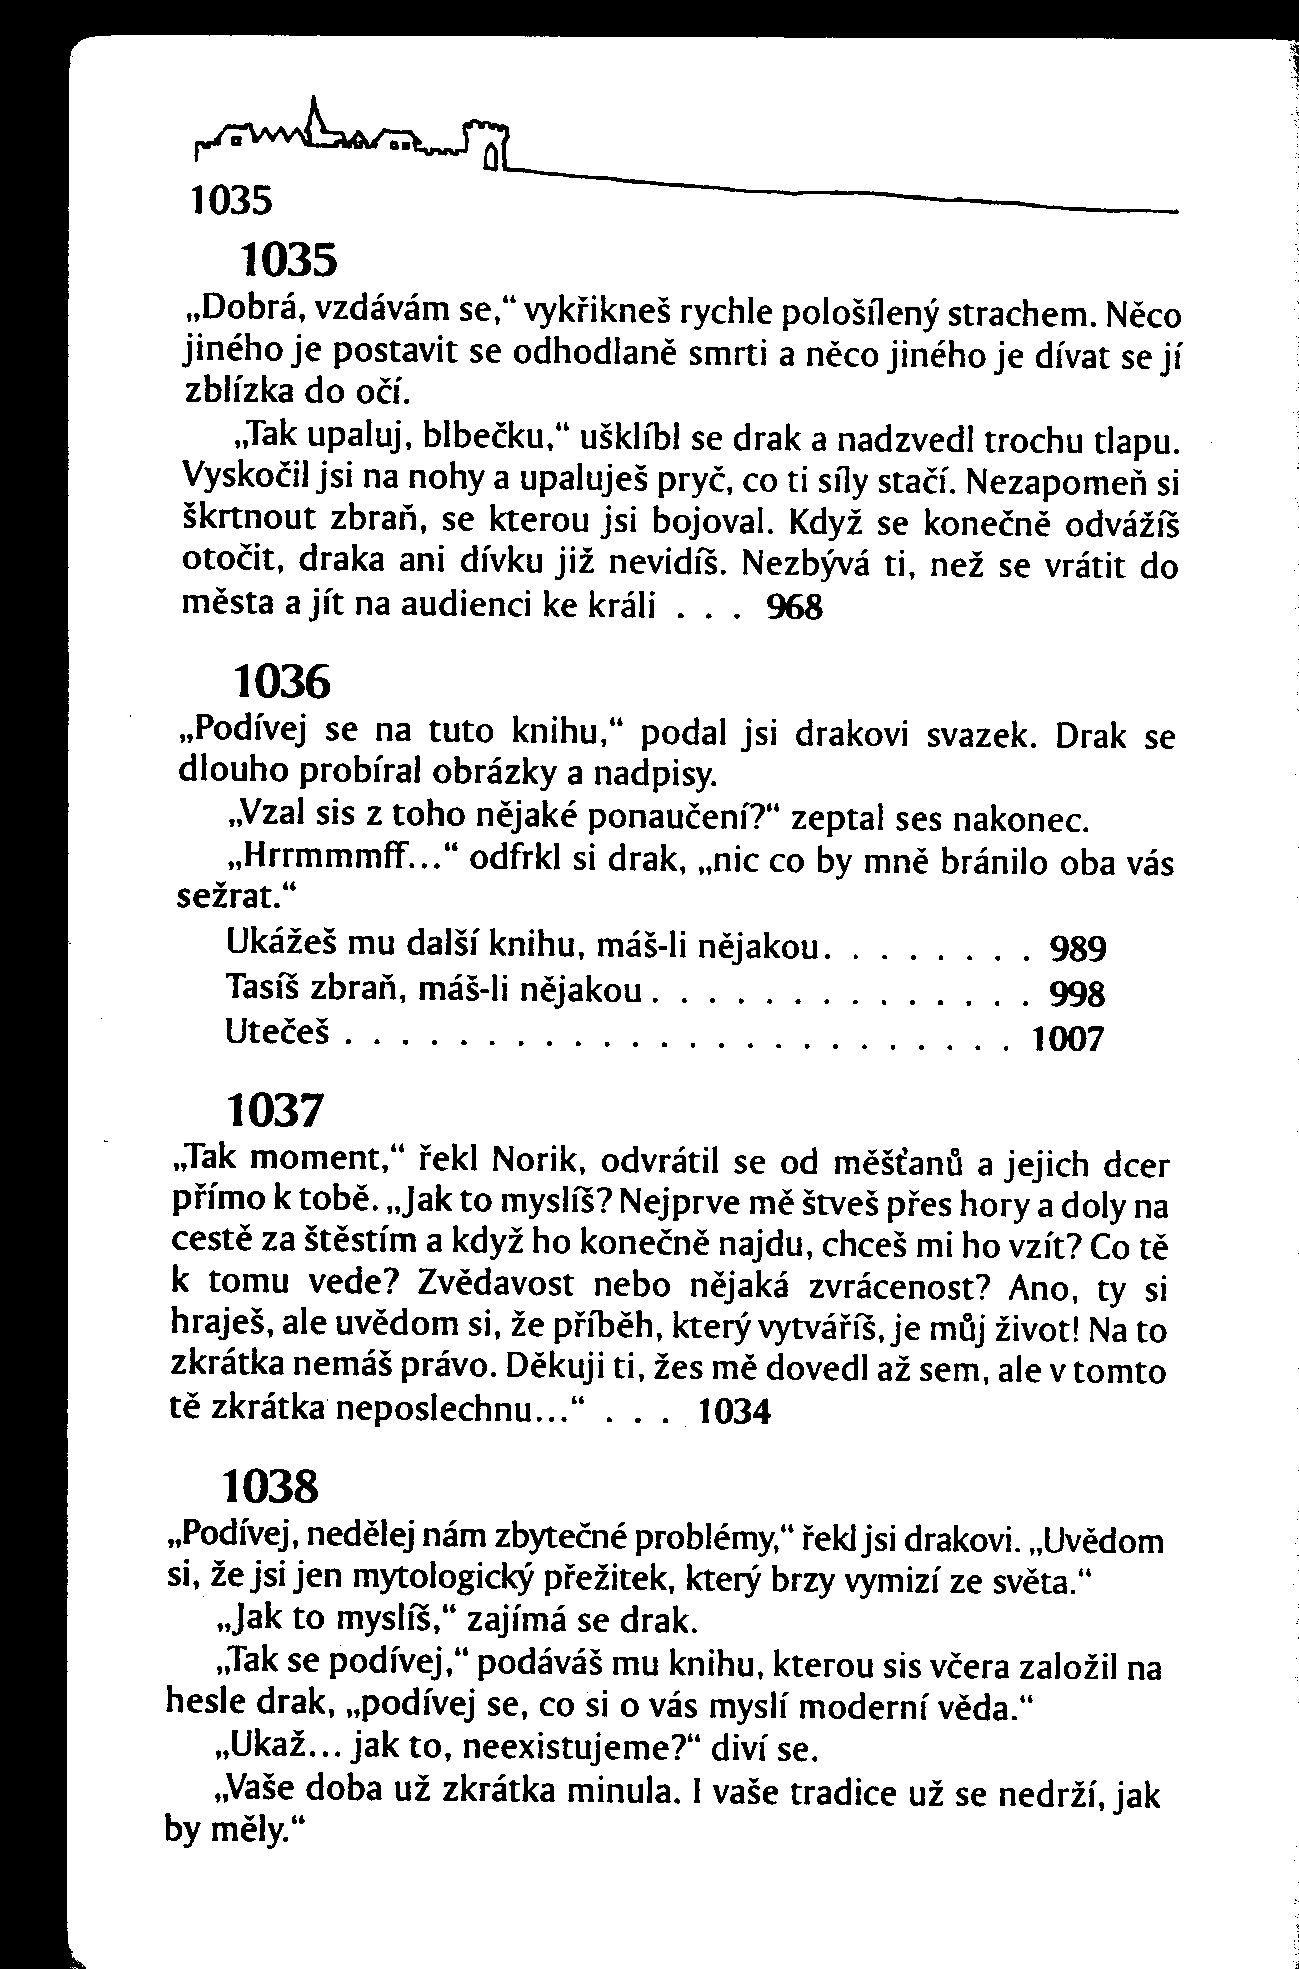 1035
1035
„Dobrá, vzdávám se,“ vykřikneš rychle pološílený strachem. Něco
jiného je postavit se odhodlaně smrti a něco jiného je dívat se jí
zblízka do očí.
„Tak upaluj, blbečku,“ ušklíbl se drak a nadzvedl trochu tlapu.
Vyskočil jsi na nohy a upaluješ pryč, co ti síly stačí. Nezapomeň si
škrtnout zbraň, se kterou jsi bojoval. Když se konečně odvážíš
otočit, draka ani dívku již nevidíš. Nezbývá ti, než se vrátit do
města a jít na audienci ke králi . . . 968
1036
„Podívej se na tuto knihu,“ podal jsi drakovi svazek. Drak se
dlouho probíral obrázky a nadpisy.
„Vzal sis z toho nějaké ponaučení?“ zeptal ses nakonec.
„Hrrmmmff...“ odfrkl si drak, „nic co by mně bránilo oba vás
sežrat.“
Ukážeš mu další knihu, máš-li nějakou. . . . . . . . 989
Tasíš zbraň, máš-li nějakou . . . . . . . . . . . . . . 998
Utečeš . . . . . . . . . . . . . . . . . . . . . . . . 1007
1037
„Tak moment,“ řekl Norik, odvrátil se od měšťanů a jejich dcer
přímo k tobě. „Jak to myslíš? Nejprve mě štveš přes hory a doly na
cestě za štěstím a když ho konečně najdu, chceš mi ho vzít? Co tě
k tomu vede? Zvědavost nebo nějaká zvrácenost? Ano, ty si
hraješ, ale uvědom si, že příběh, který vytváříš, je můj život! Na to
zkrátka nemáš právo. Děkuji ti, žes mě dovedl až sem, ale v tomto
tě zkrátka neposlechnu...“ . . . 1034
1038
„Podívej, nedělej nám zbytečné problémy,“ řekl jsi drakovi. „Uvědom
si, že jsi jen mytologický přežitek, který brzy vymizí ze světa.“
„Jak to myslíš,“ zajímá se drak.
„Tak se podívej,“ podáváš mu knihu, kterou sis včera založil na
hesle drak, „podívej se, co si o vás myslí moderní věda.“
„Ukaž... jak to, neexistujeme?“ diví se.
„Vaše doba už zkrátka minula. I vaše tradice už se nedrží, jak
by měly.“